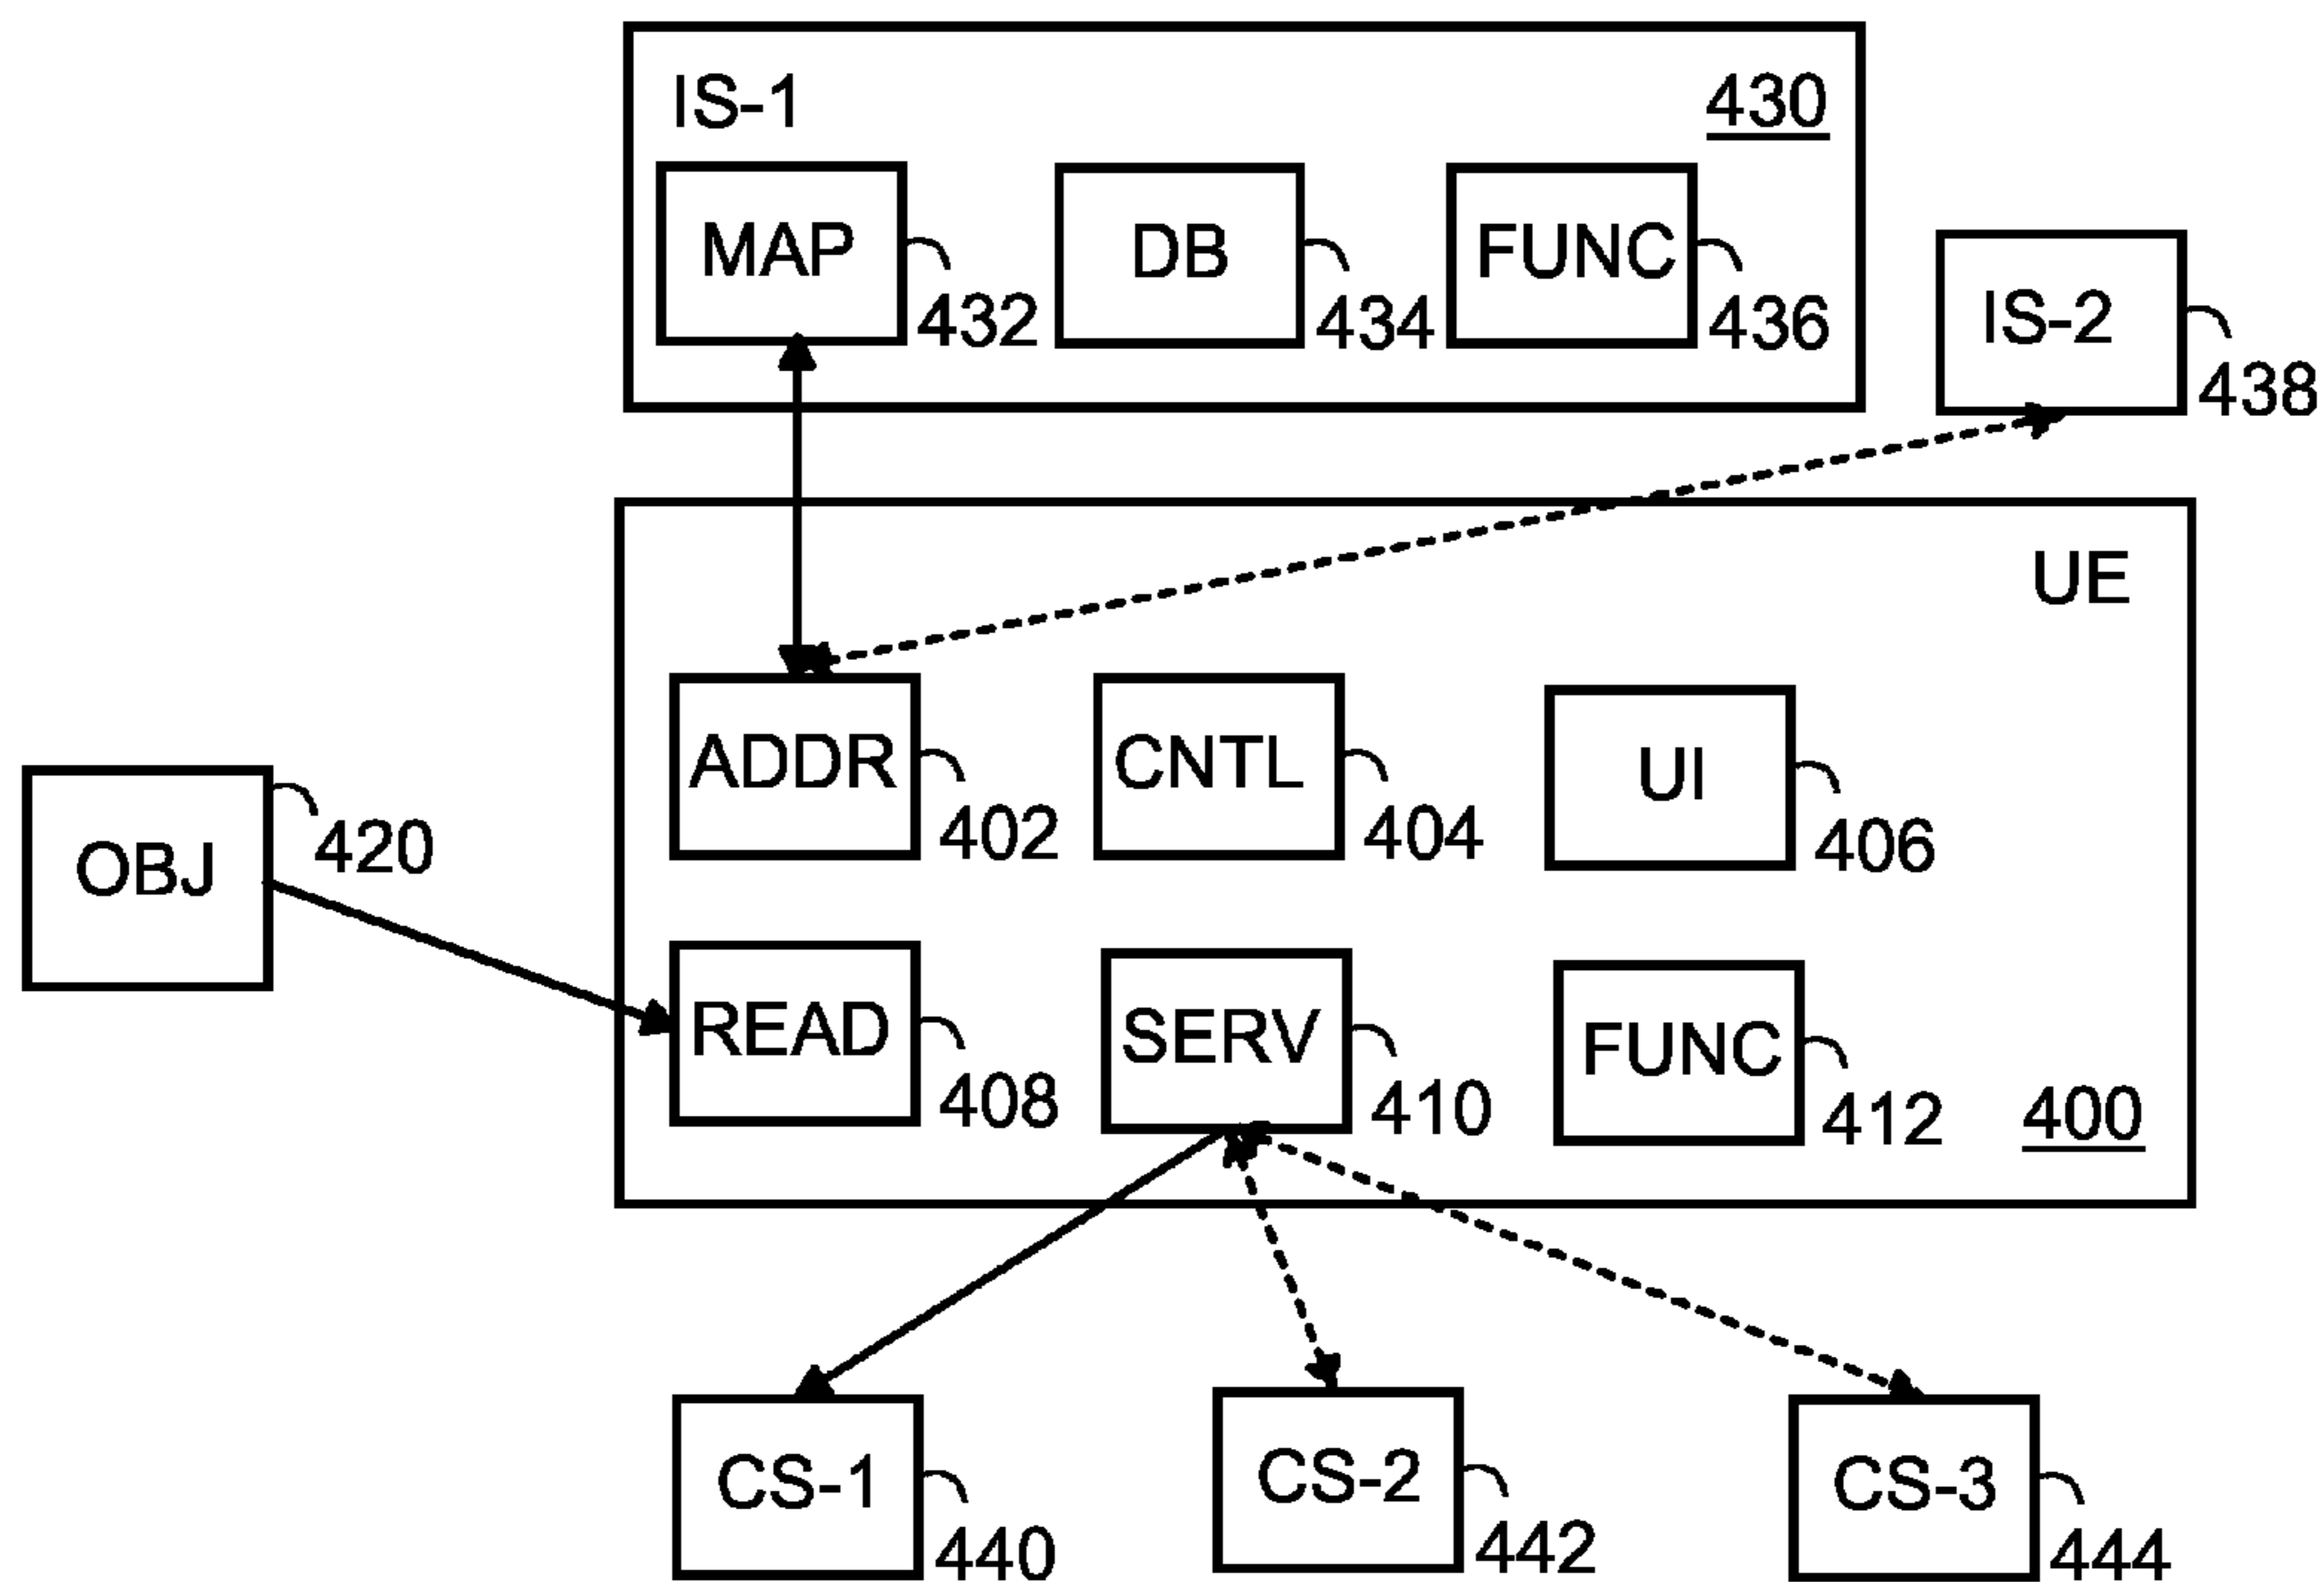 IS-1 430
MAP DB FUNC
432 434 436
IS-2
438
UE
ADDR CNTL UI
402 404 406
OBJ 420
READ SERV FUNC
408 410 412 400
CS-1 CS-2 CS-3
440 442 444